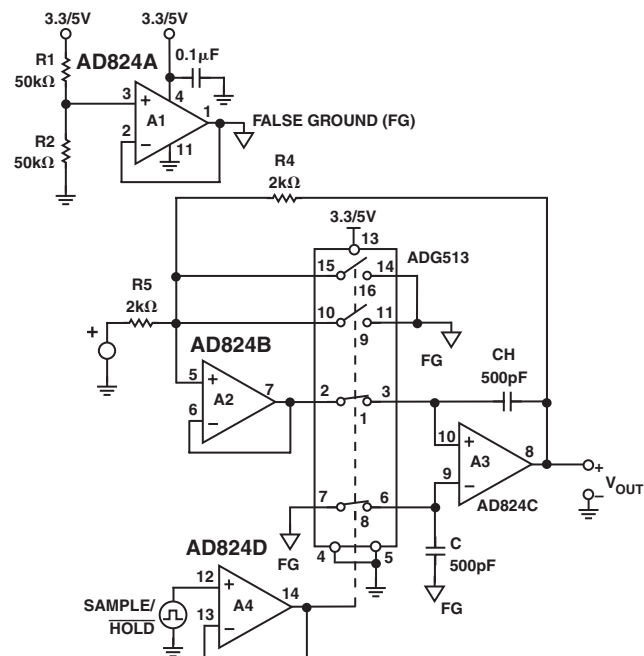 3.3/5V
3.3/5V
R1
50kΩ
AD824A
0.1µF
3
+
4
A1
1
2
−
11
FALSE GROUND (FG)
R2
50kΩ
R4
2kΩ
3.3/5V
13
ADG513
15
14
16
R5
2kΩ
10
11
9
+
FG
AD824B
CH
500pF
5
+
7
A2
6
−
2
3
1
10
+
8
A3
9
−
AD824C
+
VOUT
−
7
6
8
FG
4
5
C
500pF
FG
AD824D
12
+
14
A4
13
−
SAMPLE/
HOLD